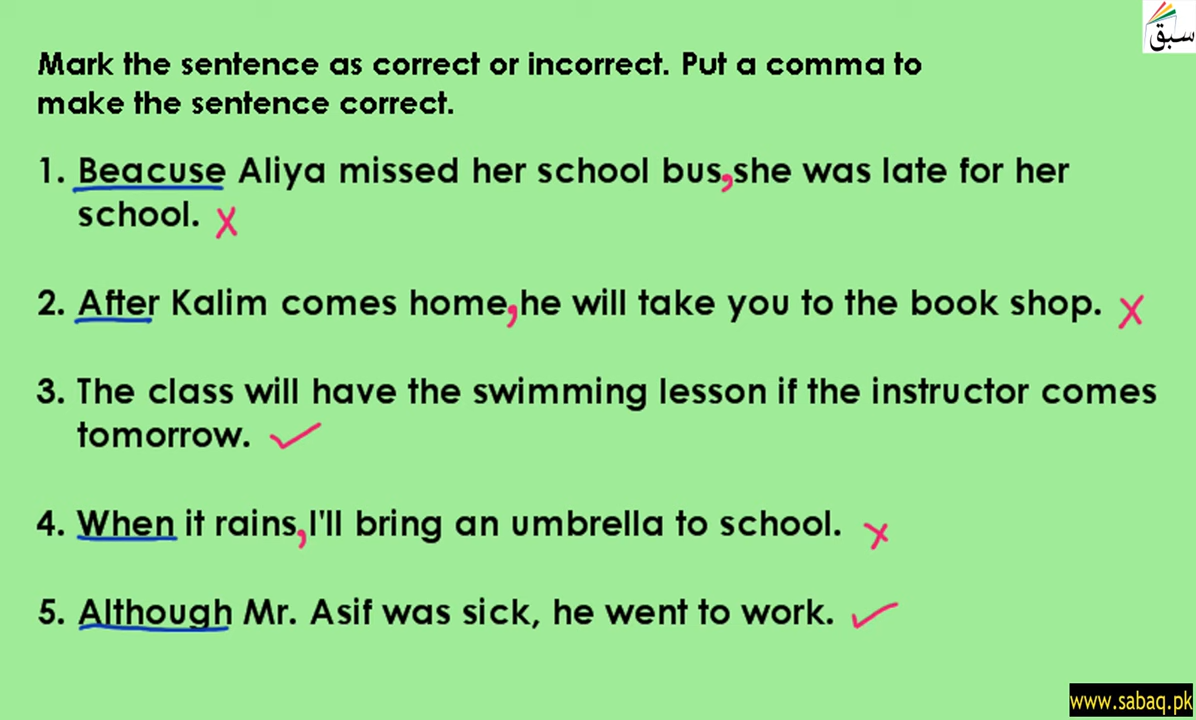 سبق
Mark the sentence as correct or incorrect. Put a comma to
make the sentence correct.
1. Beacuse Aliya missed her school bus,she was late for her
school. X
2. After Kalim comes home,he will take you to the book shop. X
3. The class will have the swimming lesson if the instructor comes
tomorrow. ✓
4. When it rains,I'll bring an umbrella to school. x
5. Although Mr. Asif was sick, he went to work. ✓
www.sabaq.pk